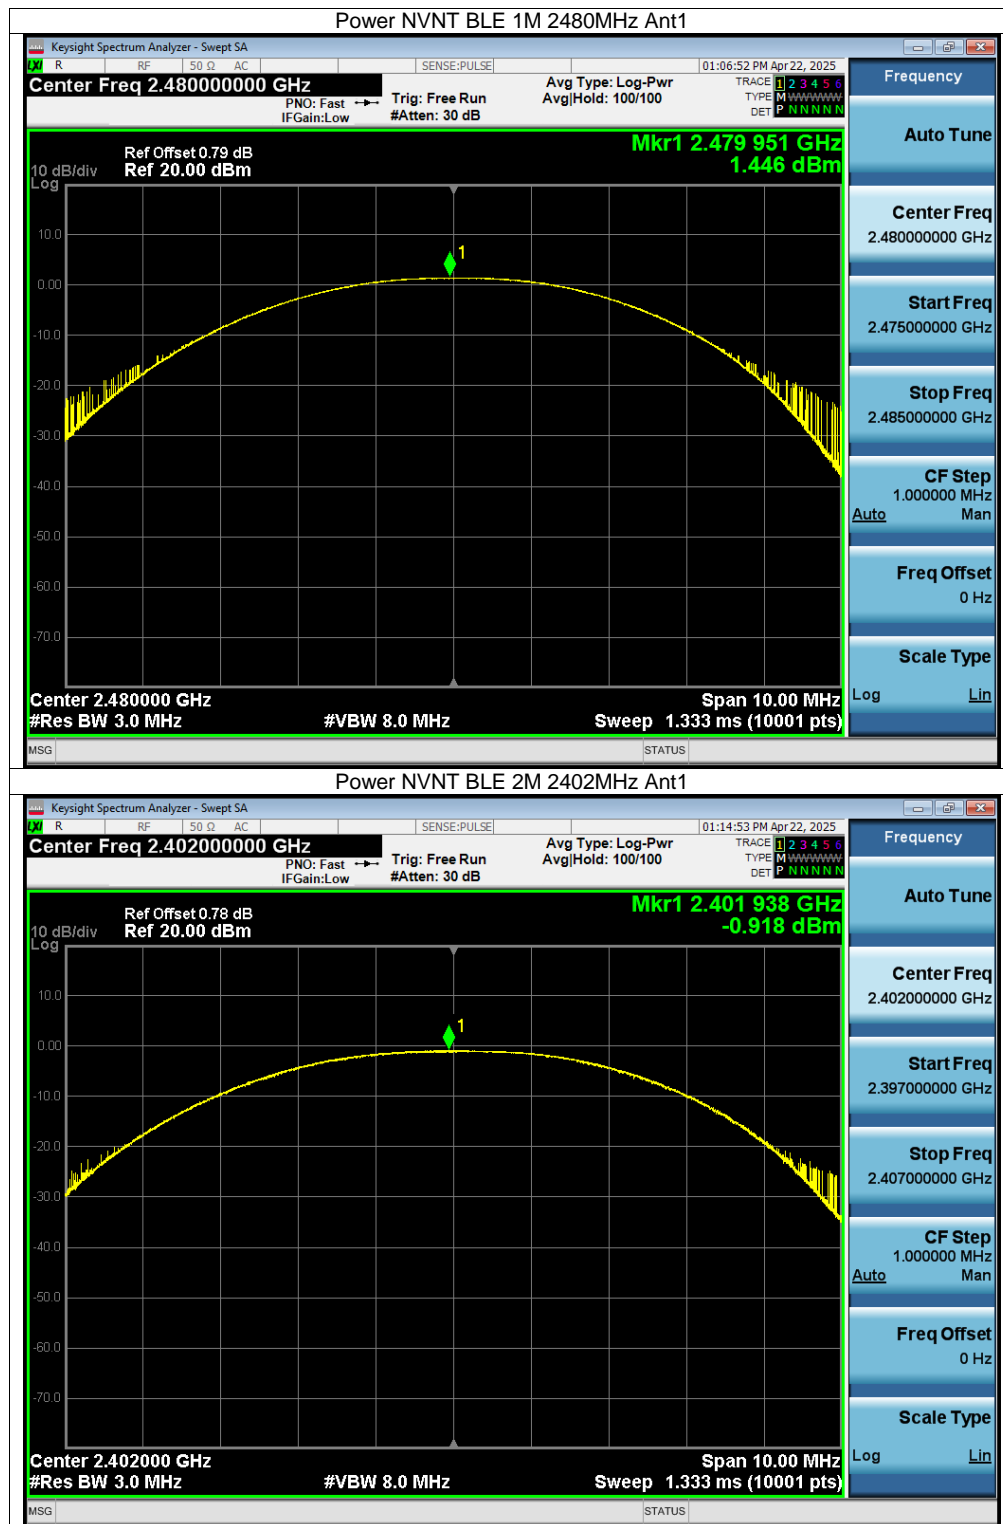 Power NVNT BLE 1M 2480MHz Ant1
Keysight Spectrum Analyzer - Swept SA
LXI R RF 50 Ω AC SENSE:PULSE 01:06:52 PM Apr 22, 2025
Center Freq 2.480000000 GHz
PNO: Fast
IFGain:Low
Trig: Free Run
#Atten: 30 dB
Avg Type: Log-Pwr
Avg|Hold: 100/100
TRACE 1 2 3 4 5 6
TYPE M WWWWW
DET P N N N N N
Mkr1 2.479 951 GHz
1.446 dBm
Ref Offset 0.79 dB
10 dB/div Ref 20.00 dBm
Log
10.0
0.00
-10.0
-20.0
-30.0
-40.0
-50.0
-60.0
-70.0
1
Center 2.480000 GHz Span 10.00 MHz
#Res BW 3.0 MHz #VBW 8.0 MHz Sweep 1.333 ms (10001 pts)
MSG STATUS
Frequency
Auto Tune
Center Freq
2.480000000 GHz
Start Freq
2.475000000 GHz
Stop Freq
2.485000000 GHz
CF Step
1.000000 MHz
Auto Man
Freq Offset
0 Hz
Scale Type
Log Lin
Power NVNT BLE 2M 2402MHz Ant1
Keysight Spectrum Analyzer - Swept SA
LXI R RF 50 Ω AC SENSE:PULSE 01:14:53 PM Apr 22, 2025
Center Freq 2.402000000 GHz
PNO: Fast
IFGain:Low
Trig: Free Run
#Atten: 30 dB
Avg Type: Log-Pwr
Avg|Hold: 100/100
TRACE 1 2 3 4 5 6
TYPE M WWWWW
DET P N N N N N
Mkr1 2.401 938 GHz
-0.918 dBm
Ref Offset 0.78 dB
10 dB/div Ref 20.00 dBm
Log
10.0
0.00
-10.0
-20.0
-30.0
-40.0
-50.0
-60.0
-70.0
1
Center 2.402000 GHz Span 10.00 MHz
#Res BW 3.0 MHz #VBW 8.0 MHz Sweep 1.333 ms (10001 pts)
MSG STATUS
Frequency
Auto Tune
Center Freq
2.402000000 GHz
Start Freq
2.397000000 GHz
Stop Freq
2.407000000 GHz
CF Step
1.000000 MHz
Auto Man
Freq Offset
0 Hz
Scale Type
Log Lin